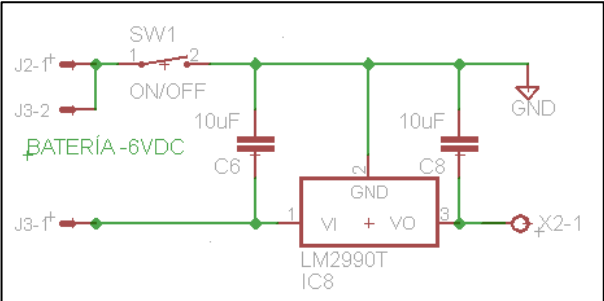 SW1
1
2
J2-1
ON/OFF
J3-2
GND
10uF
10uF
BATERÍA -6VDC
C6
2
C8
GND
J3-1
1
VI
VO
3
X2-1
LM2990T
IC8